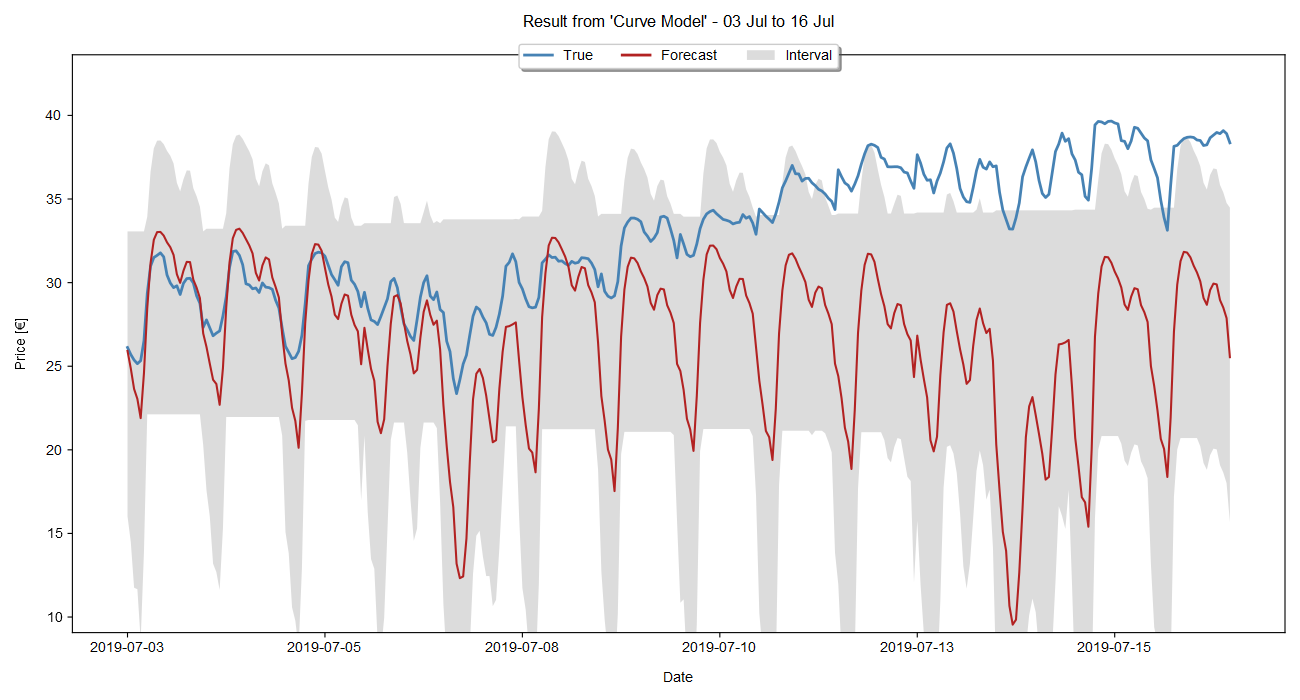 Result from 'Curve Model' - 03 Jul to 16 Jul
True Forecast Interval
40
35
30
25
20
15
10
Price [€]
2019-07-03 2019-07-05 2019-07-08 2019-07-10 2019-07-13 2019-07-15
Date